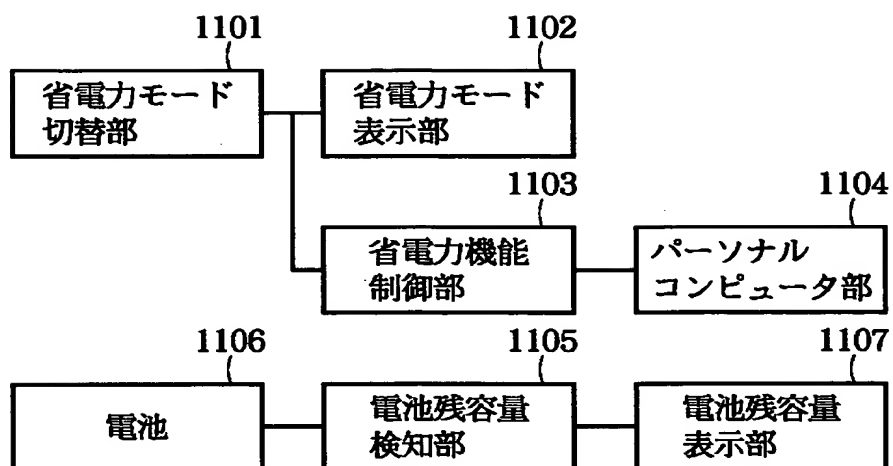 1101
省電力モード
切替部
1102
省電力モード
表示部
1103
省電力機能
制御部
1104
パーソナル
コンピュータ部
1106
電池
1105
電池残容量
検知部
1107
電池残容量
表示部